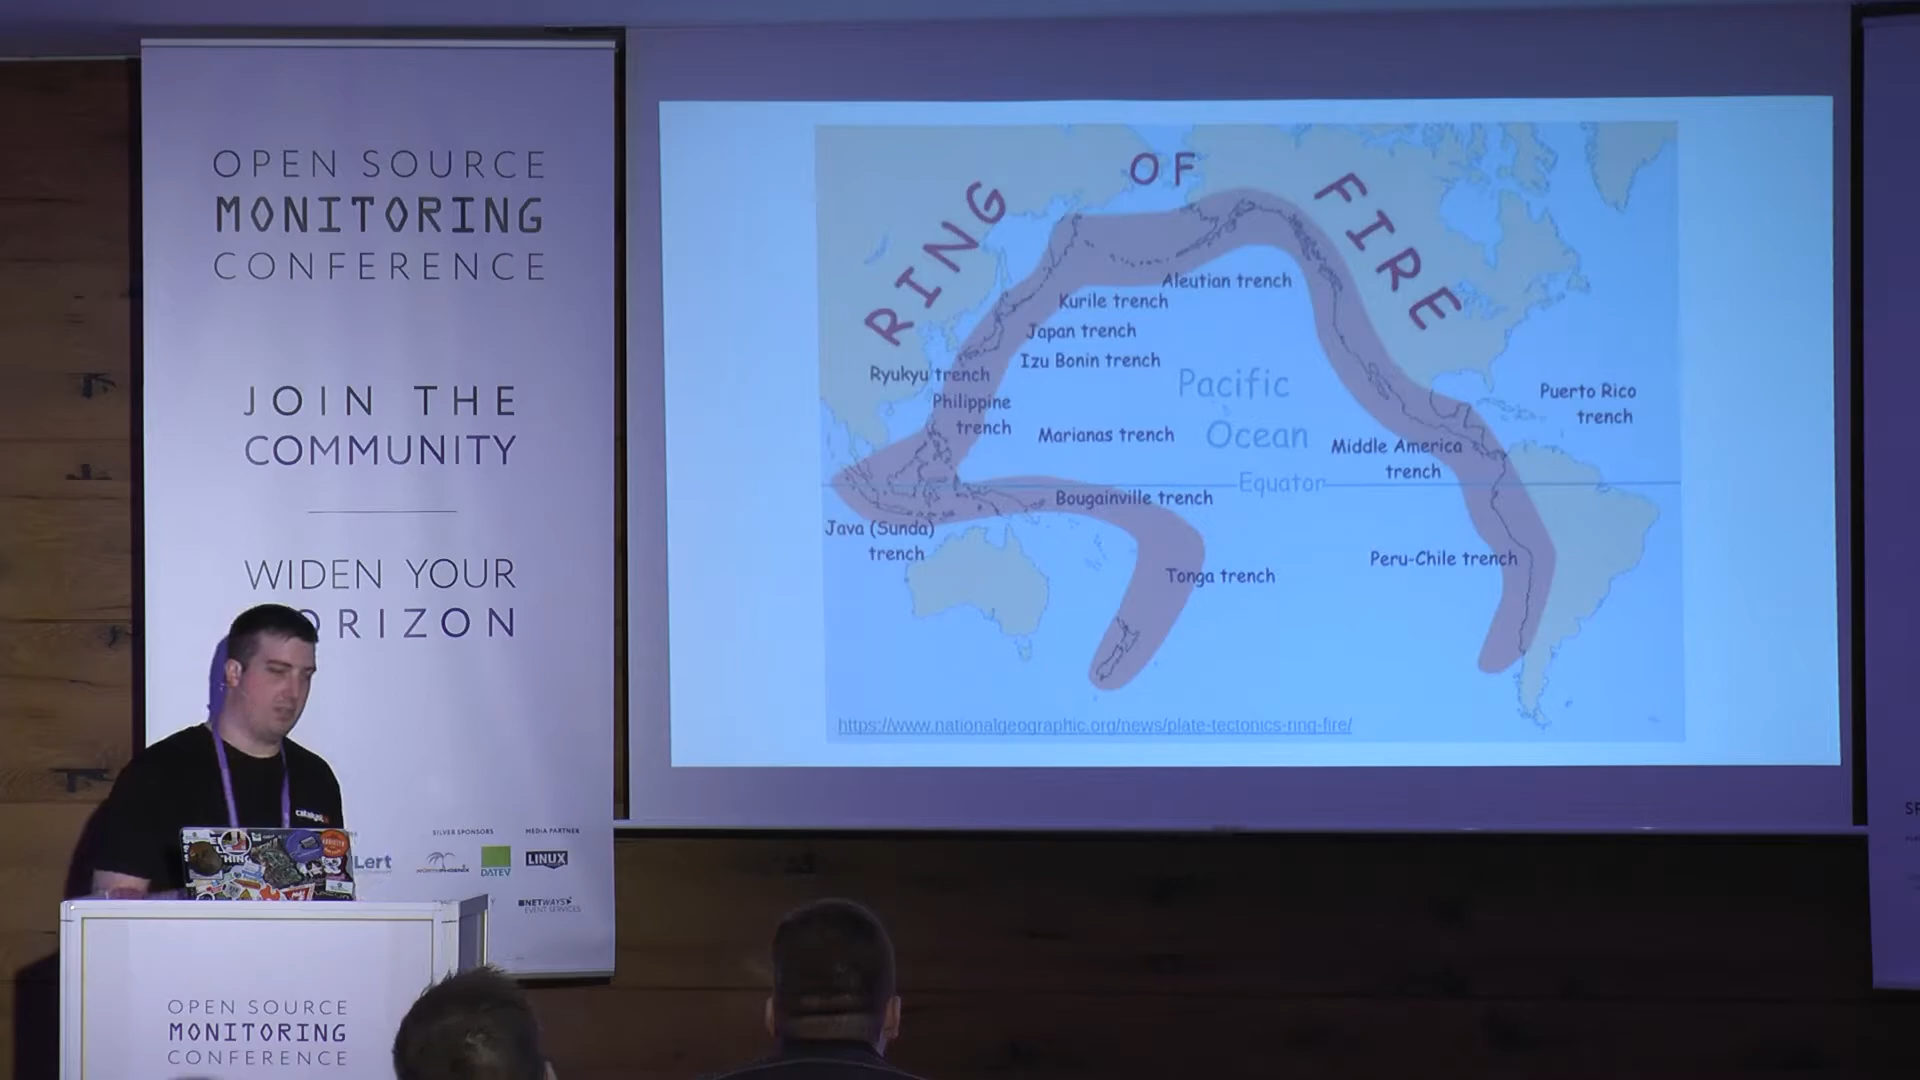 OPEN SOURCE
MONITORING
CONFERENCE
JOIN THE
COMMUNITY
WIDEN YOUR
ORIZON
SILVER SPONSORS
MEDIA PARTNER
Lert
DATEV
LINUX
NETWAYS
EVENT SERVICES
OPEN SOURCE
MONITORING
CONFERENCE
RING OF FIRE
Aleutian trench
Kurile trench
Japan trench
Izu Bonin trench
Ryukyu trench
Philippine
trench
Marianas trench
Pacific
Ocean
Puerto Rico
trench
Middle America
trench
Equator
Bougainville trench
Java (Sunda)
trench
Tonga trench
Peru-Chile trench
https://www.nationalgeographic.org/news/plate-tectonics-ring-fire/